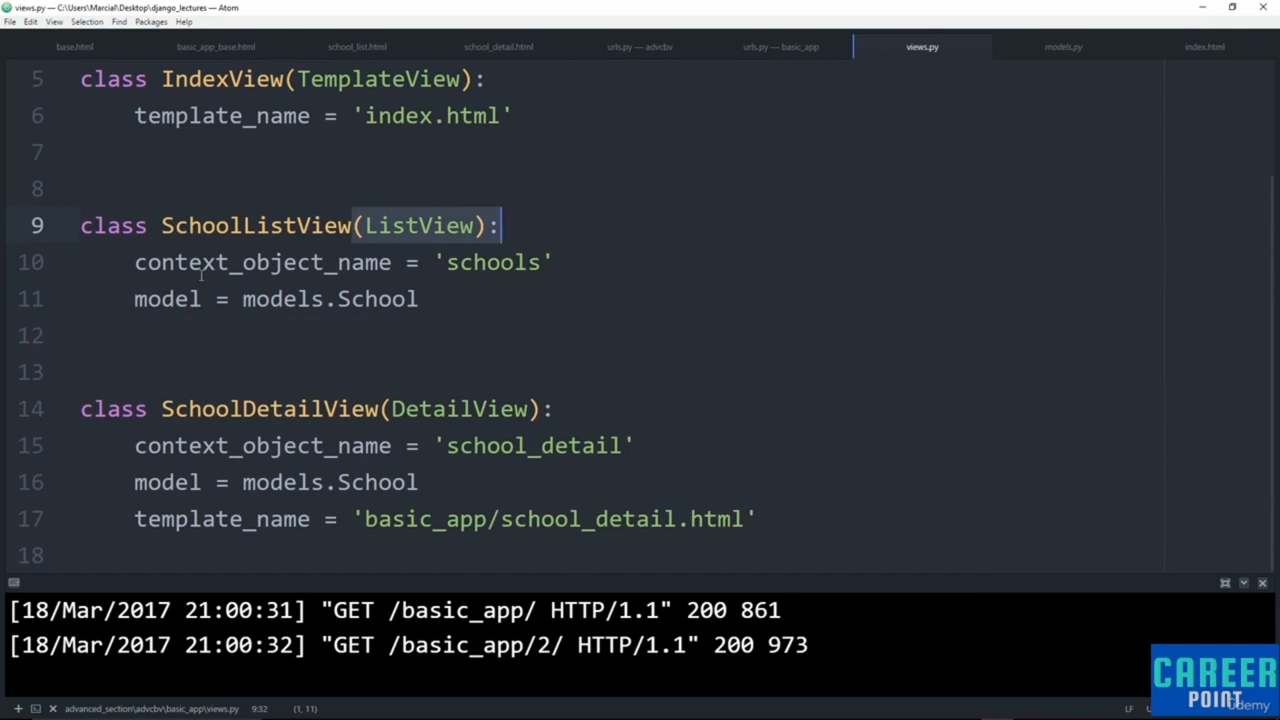 views.py — C:\Users\Marcial\Desktop\django_lectures — Atom
File Edit View Selection Find Packages Help
base.html basic_app_base.html school_list.html school_detail.html urls.py — advcbv urls.py — basic_app views.py models.py index.html
5 class IndexView(TemplateView):
6 template_name = 'index.html'
7
8
9 class SchoolListView(ListView):
10 context_object_name = 'schools'
11 model = models.School
12
13
14 class SchoolDetailView(DetailView):
15 context_object_name = 'school_detail'
16 model = models.School
17 template_name = 'basic_app/school_detail.html'
18
[18/Mar/2017 21:00:31] "GET /basic_app/ HTTP/1.1" 200 861
[18/Mar/2017 21:00:32] "GET /basic_app/2/ HTTP/1.1" 200 973
CAREER
POINT
Udemy
advanced_section\advcbv\basic_app\views.py 9:32 (1, 11) LF